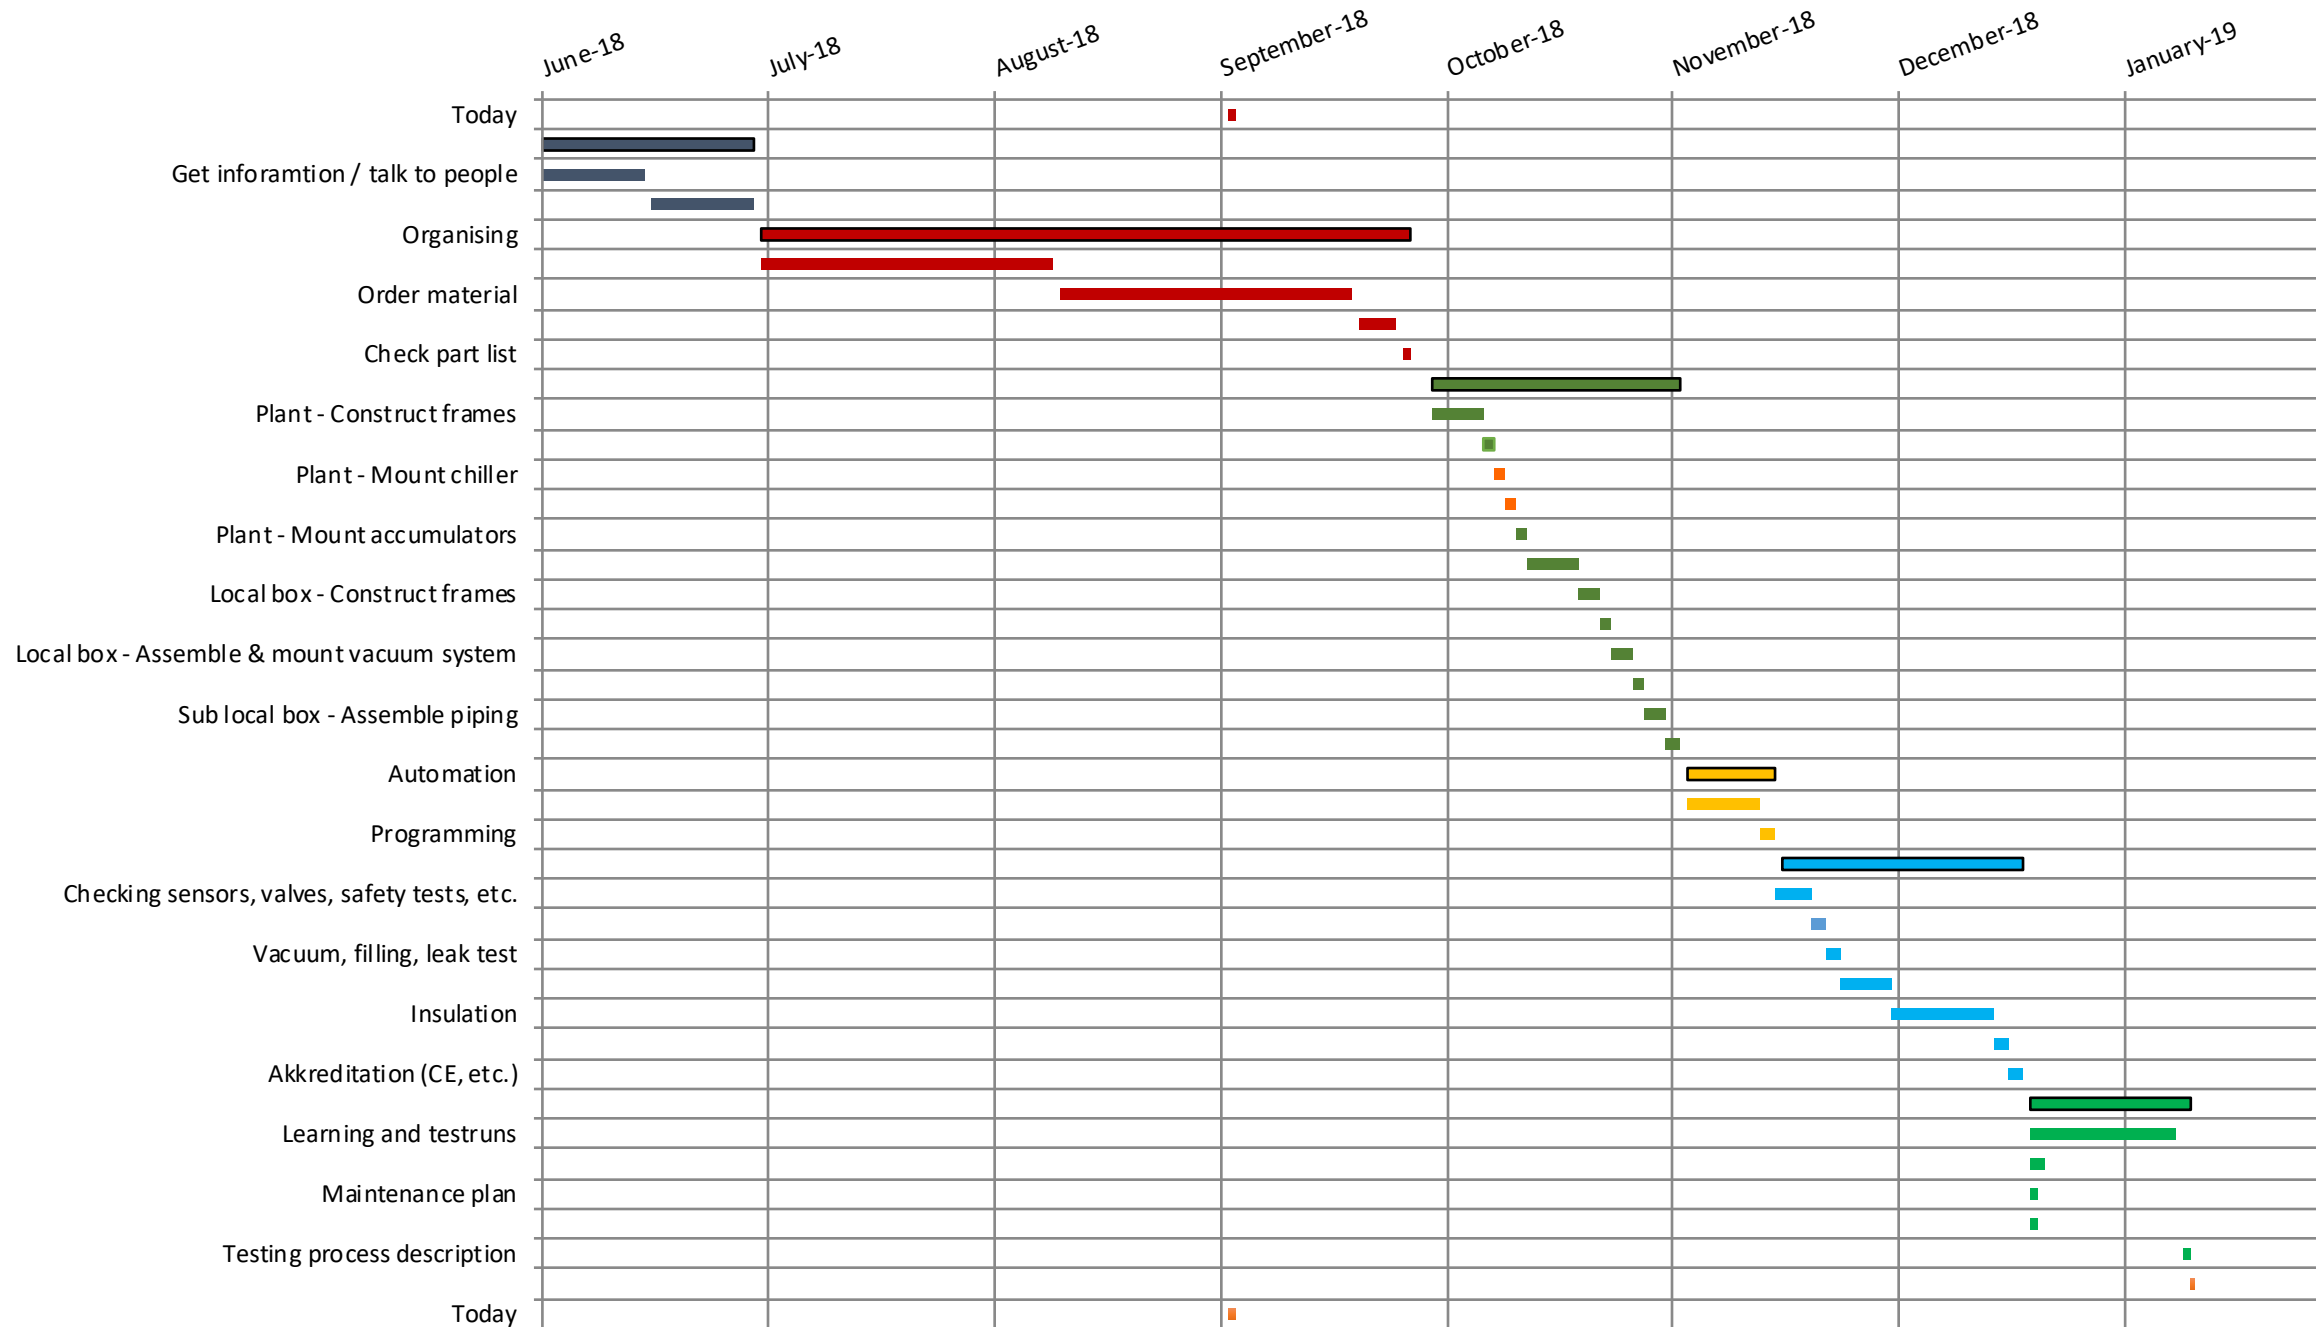 June-18
July-18
August-18
September-18
October-18
November-18
December-18
January-19
Today
Get inforamtion / talk to people
Organising
Order material
Check part list
Plant - Construct frames
Plant - Mount chiller
Plant - Mount accumulators
Local box - Construct frames
Local box - Assemble & mount vacuum system
Sub local box - Assemble piping
Automation
Programming
Checking sensors, valves, safety tests, etc.
Vacuum, filling, leak test
Insulation
Akkreditation (CE, etc.)
Learning and testruns
Maintenance plan
Testing process description
Today